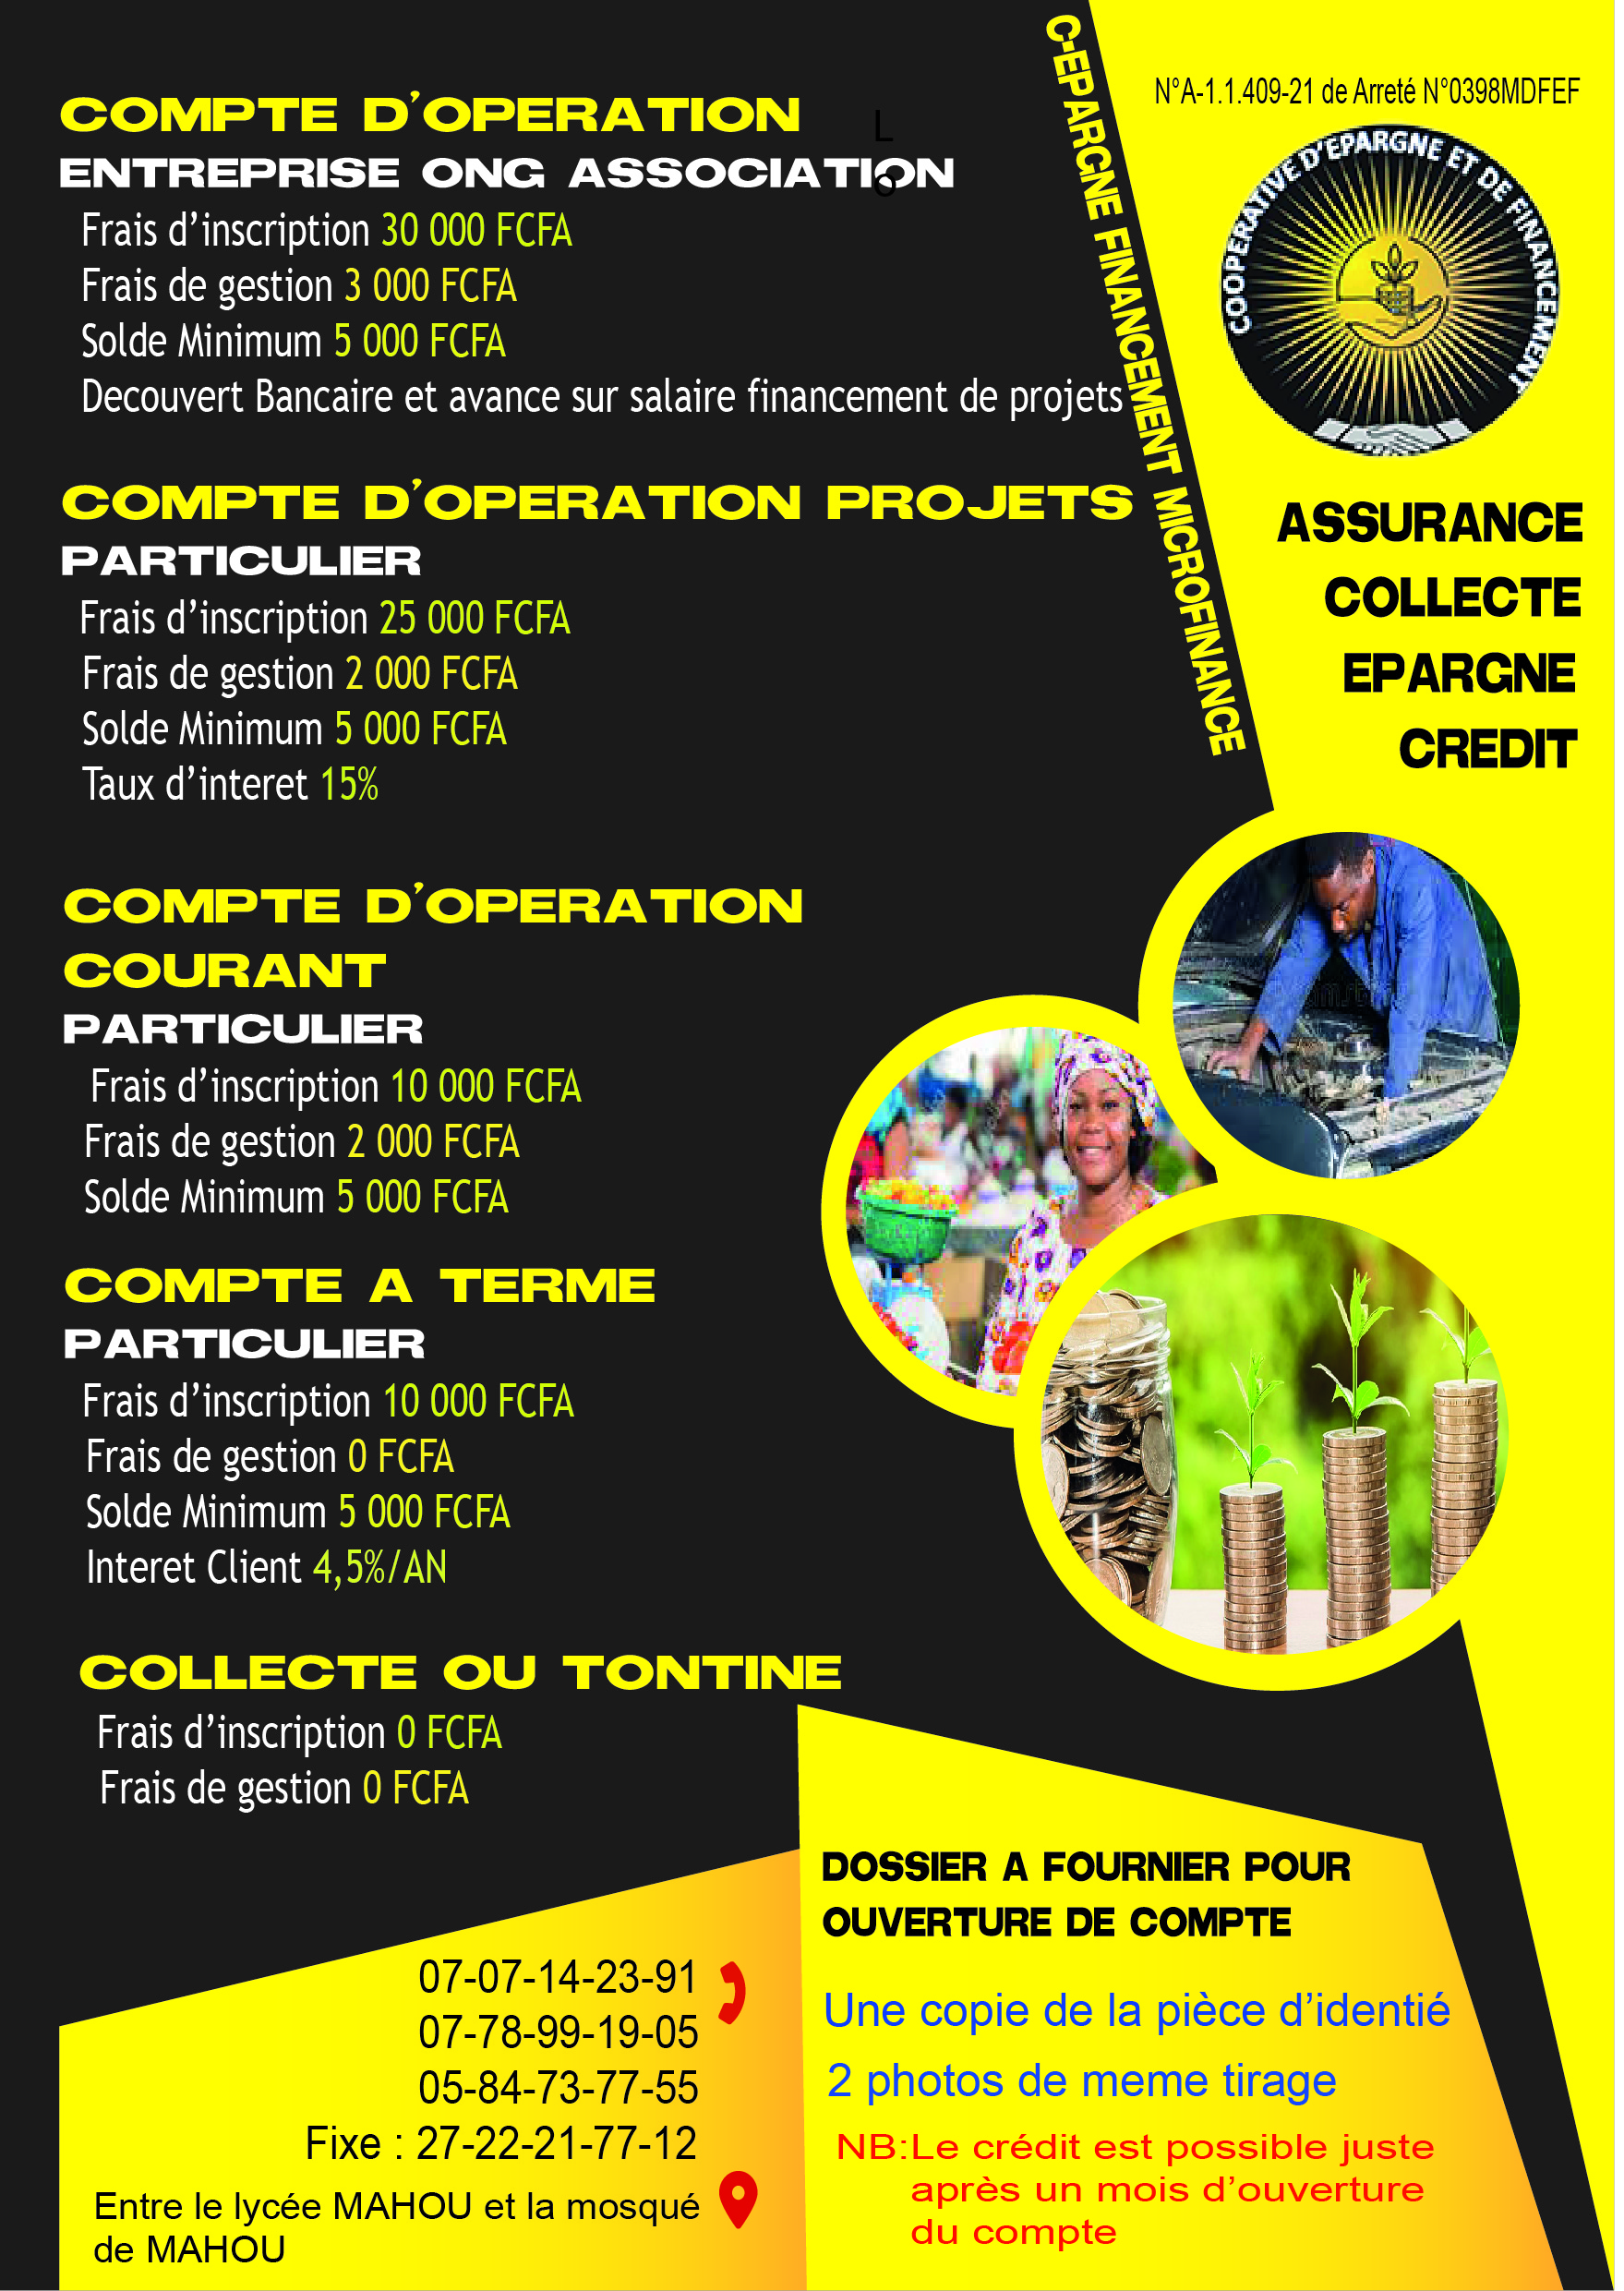 COMPTE D'OPERATION
L
ENTREPRISE ONG ASSOCIATION
o
Frais d'inscription 30 000 FCFA
Frais de gestion 3 000 FCFA
Solde Minimum 5 000 FCFA
Decouvert Bancaire et avance sur salaire financement de projets
COMPTE D'OPERATION PROJETS
PARTICULIER
Frais d'inscription 25 000 FCFA
Frais de gestion 2 000 FCFA
Solde Minimum 5 000 FCFA
Taux d'interet 15%
COMPTE D'OPERATION
COURANT
PARTICULIER
Frais d'inscription 10 000 FCFA
Frais de gestion 2 000 FCFA
Solde Minimum 5 000 FCFA
COMPTE A TERME
PARTICULIER
Frais d'inscription 10 000 FCFA
Frais de gestion 0 FCFA
Solde Minimum 5 000 FCFA
Interet Client 4,5%/AN
COLLECTE OU TONTINE
Frais d'inscription 0 FCFA
Frais de gestion 0 FCFA
C-EPARGNE FINANCEMENT MICROFINANCE
N°A-1.1.409-21 de Arreté N°0398MDFEF
COOPERATIVE D'EPARGNE ET DE FINANCEMENT
ASSURANCE
COLLECTE
EPARGNE
CREDIT
07-07-14-23-91
07-78-99-19-05
05-84-73-77-55
Fixe : 27-22-21-77-12
Entre le lycée MAHOU et la mosqué
de MAHOU
DOSSIER A FOURNIER POUR
OUVERTURE DE COMPTE
Une copie de la pièce d'identié
2 photos de meme tirage
NB:Le crédit est possible juste
après un mois d'ouverture
du compte